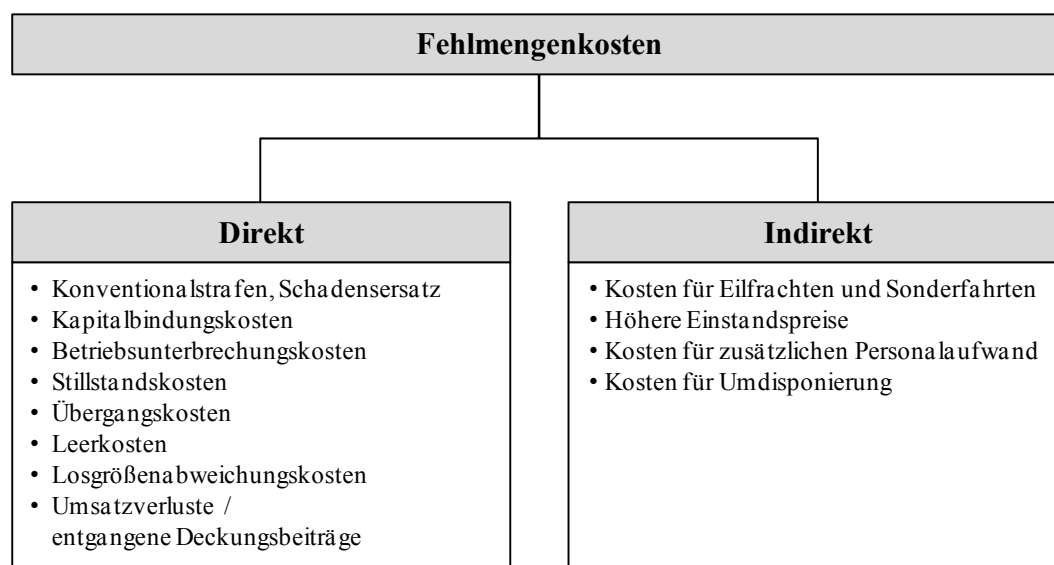 Fehlmengenkosten
Direkt
• Konventionalstrafen, Schadensersatz
• Kapitalbindungskosten
• Betriebsunterbrechungskosten
• Stillstandskosten
• Übergangskosten
• Leerkosten
• Losgrößenabweichungskosten
• Umsatzverluste /
entgangene Deckungsbeiträge
Indirekt
• Kosten für Eilfrachten und Sonderfahrten
• Höhere Einstandspreise
• Kosten für zusätzlichen Personalaufwand
• Kosten für Umdisponierung